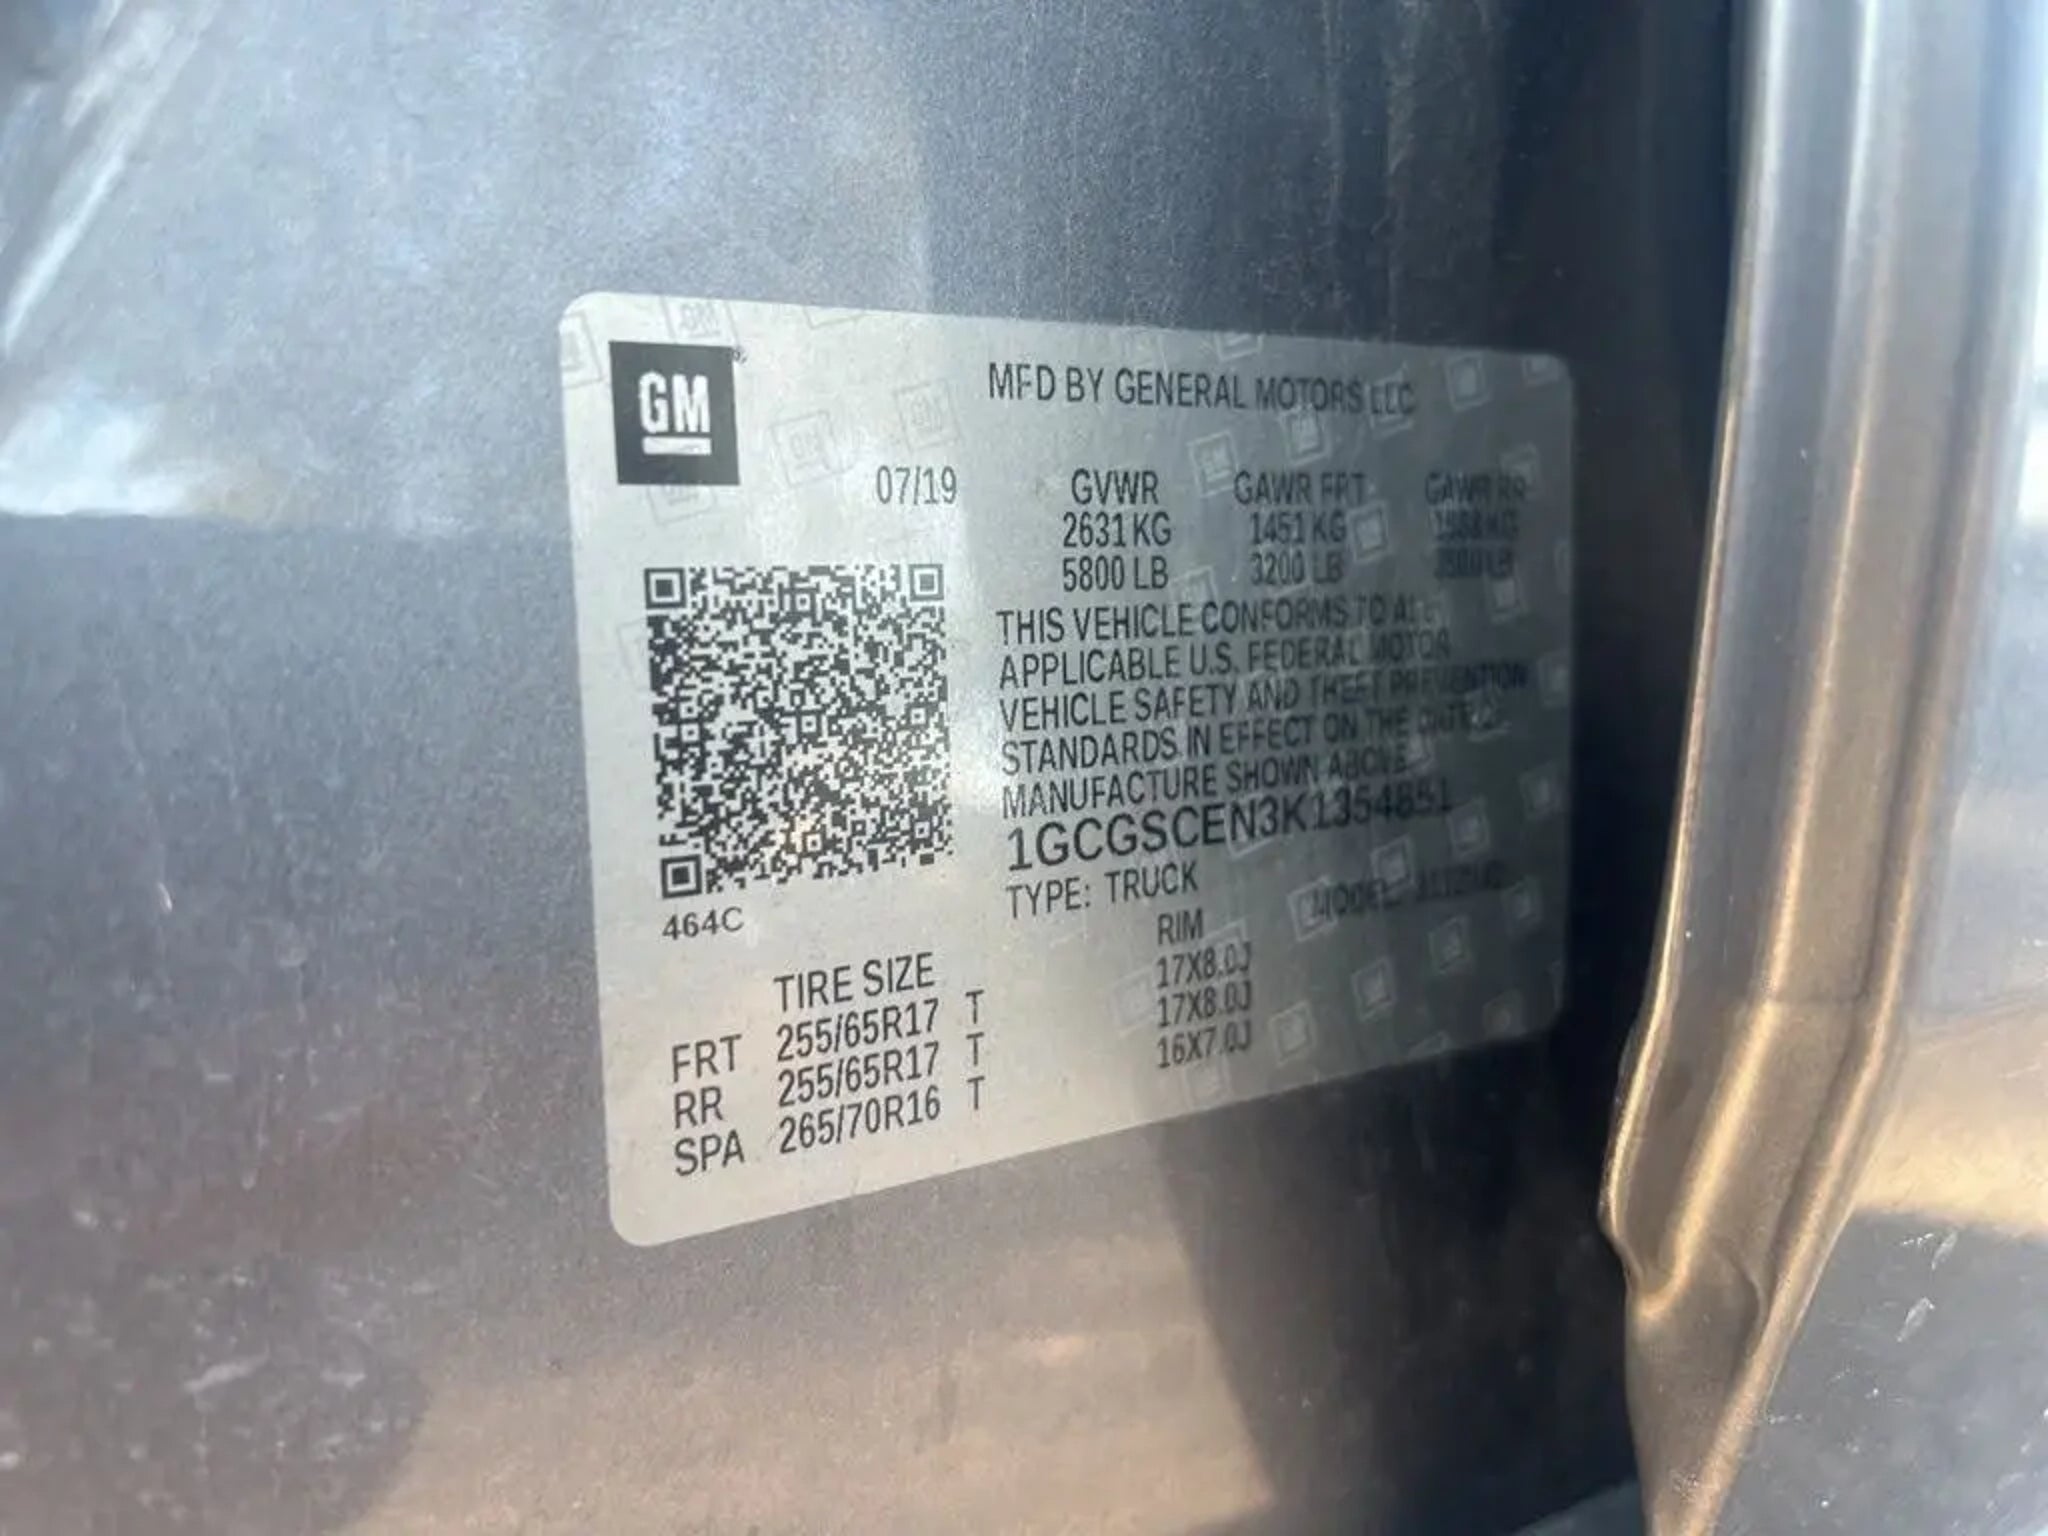 GM
MFD BY GENERAL MOTORS LLC
07/19 GVWR GAWR FRT GAWR RR
2631 KG 1451 KG
5800 LB 3200 LB
THIS VEHICLE CONFORMS TO ALL
APPLICABLE U.S. FEDERAL MOTOR
VEHICLE SAFETY AND THEFT PREVENTION
STANDARDS IN EFFECT ON THE DATE OF
MANUFACTURE SHOWN ABOVE
1GCGSCEN3K1354851
TYPE: TRUCK MODEL:
464C
TIRE SIZE RIM
FRT 255/65R17 T 17X8.0J
RR 255/65R17 T 17X8.0J
SPA 265/70R16 T 16X7.0J